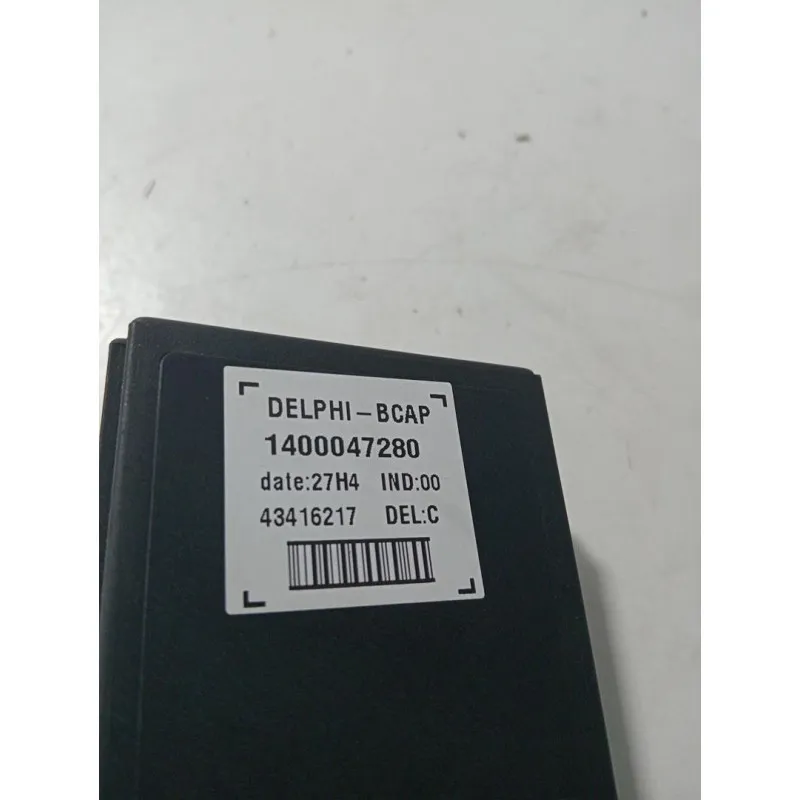 DELPHI-BCAP
1400047280
date:27H4 IND:00
43416217 DEL:C